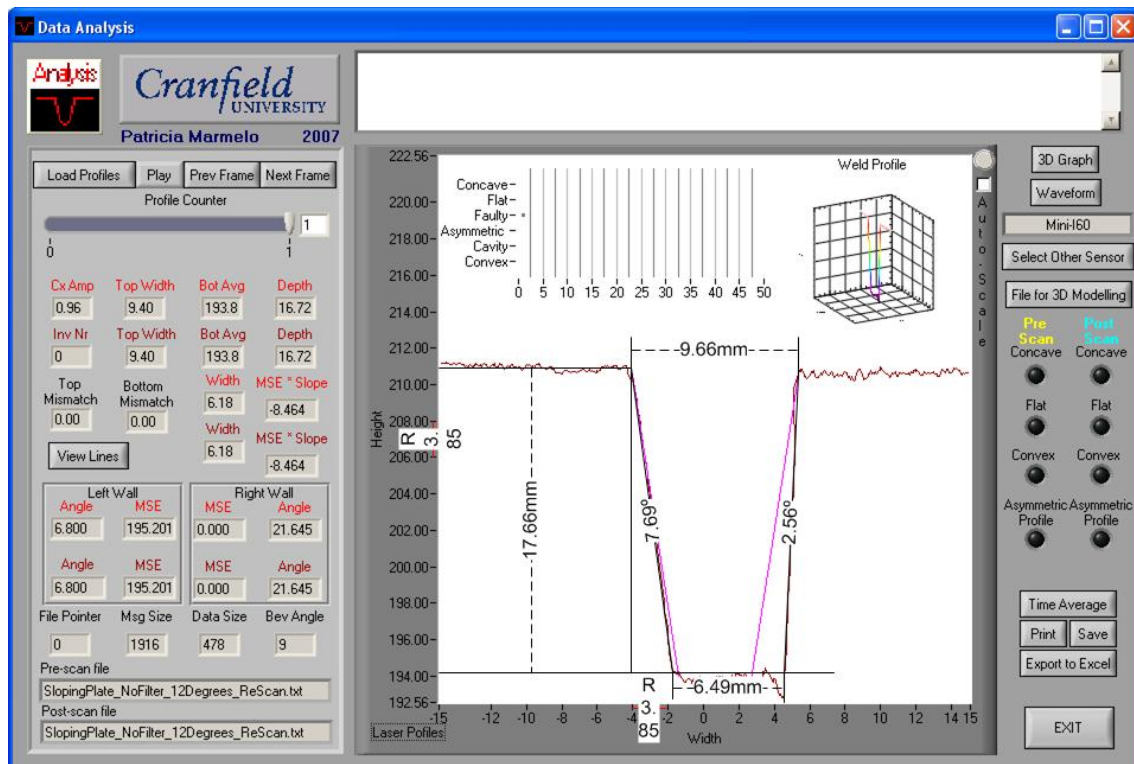 Data Analysis
Analysis
Cranfield
UNIVERSITY
Patricia Marmelo 2007
Load Profiles Play Prev Frame Next Frame
Profile Counter
1
0 1
Cx Amp Top Width Bot Avg Depth
0.96 9.40 193.8 16.72
Inv Nr Top Width Bot Avg Depth
0 9.40 193.8 16.72
Top Mismatch Bottom Mismatch Width MSE * Slope
0.00 0.00 6.18 -8.464
Width MSE * Slope
6.18 -8.464
View Lines
Left Wall Right Wall
Angle MSE MSE Angle
6.800 195.201 0.000 21.645
Angle MSE MSE Angle
6.800 195.201 0.000 21.645
File Pointer Msg Size Data Size Bev Angle
0 1916 478 9
Pre-scan file
SlopingPlate_NoFilter_12Degrees_ReScan.txt
Post-scan file
SlopingPlate_NoFilter_12Degrees_ReScan.txt
222.56
220.00
218.00
216.00
214.00
212.00
210.00
208.00
206.00
204.00
202.00
200.00
198.00
196.00
194.00
192.56
Height
R
3.
85
Concave
Flat
Faulty
Asymmetric
Cavity
Convex
0 5 10 15 20 25 30 35 40 45 50
Weld Profile
Auto-Scale
9.66mm
17.66mm
7.69º
2.56º
6.49mm
R
3.
85
-15 -12 -10 -8 -6 -4 -2 0 2 4 6 8 10 12 14 15
Laser Pofiles
Width
3D Graph
Waveform
Mini-I60
Select Other Sensor
File for 3D Modelling
Pre Scan Post Scan
Concave Concave
Flat Flat
Convex Convex
Asymmetric Profile Asymmetric Profile
Time Average
Print Save
Export to Excel
EXIT